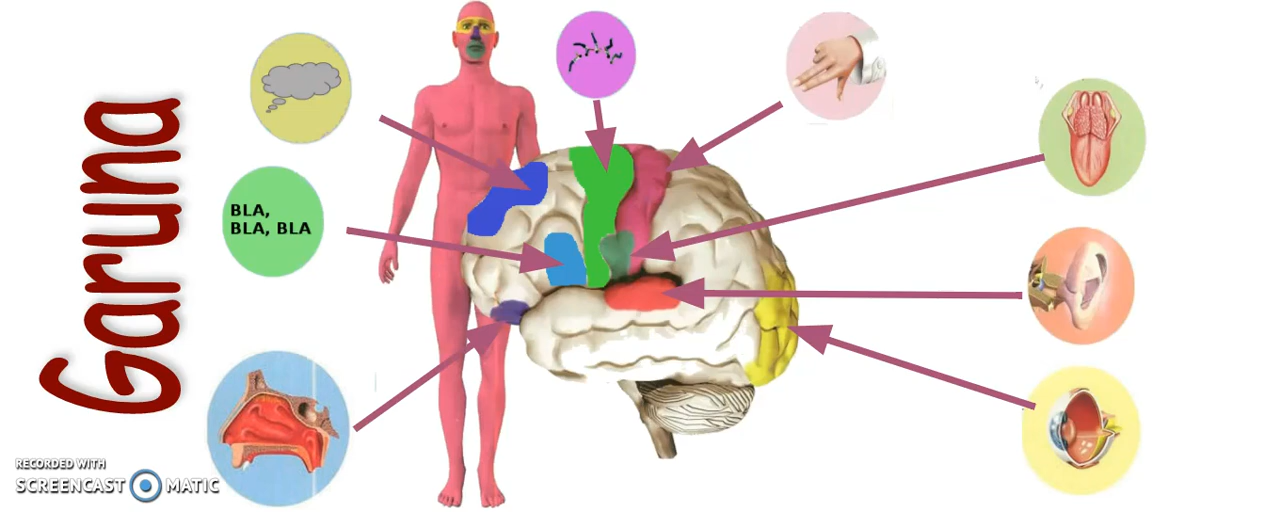 Garuna
BLA,
BLA, BLA
RECORDED WITH
SCREENCAST MATIC